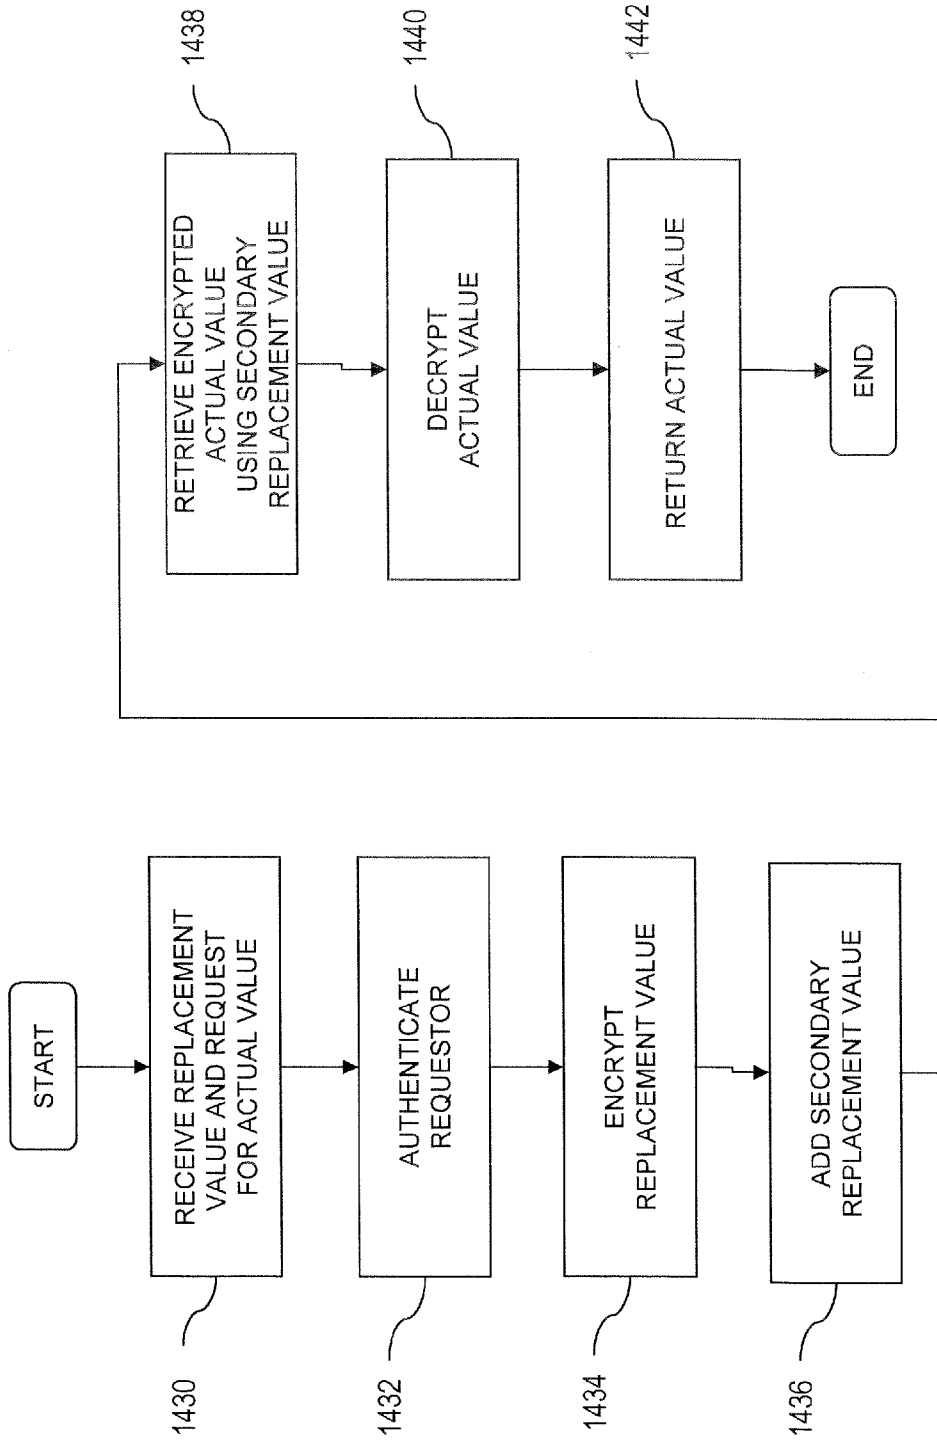 START
1430
RECEIVE REPLACEMENT
VALUE AND REQUEST
FOR ACTUAL VALUE
1432
AUTHENTICATE
REQUESTOR
1434
ENCRYPT
REPLACEMENT VALUE
1436
ADD SECONDARY
REPLACEMENT VALUE
1438
RETRIEVE ENCRYPTED
ACTUAL VALUE
USING SECONDARY
REPLACEMENT VALUE
1440
DECRYPT
ACTUAL VALUE
1442
RETURN ACTUAL VALUE
END